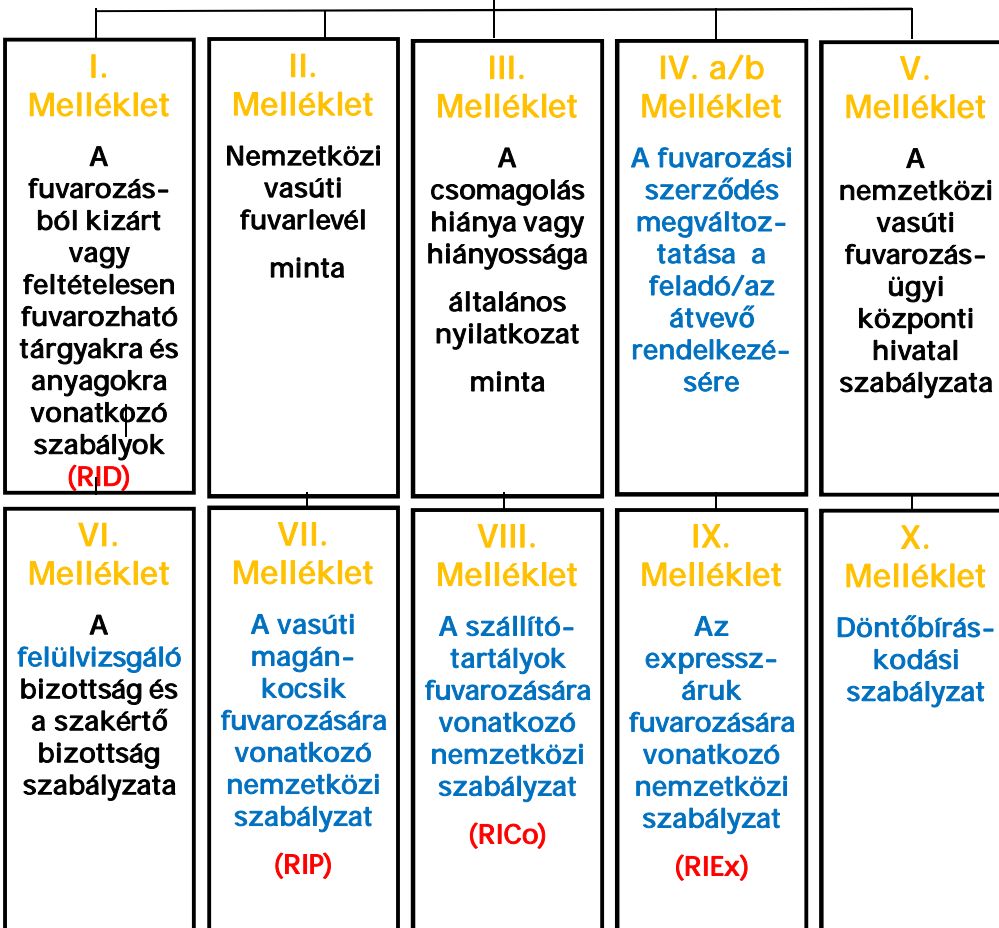 I.
Melléklet
A
fuvarozás-
ból kizárt
vagy
feltételesen
fuvarozható
tárgyakra és
anyagokra
vonatkozó
szabályok
(RID)
II.
Melléklet
Nemzetközi
vasúti
fuvarlevél
minta
III.
Melléklet
A
csomagolás
hiánya vagy
hiányossága
általános
nyilatkozat
minta
IV. a/b
Melléklet
A fuvarozási
szerződés
megváltoz-
tatása a
feladó/az
átvevő
rendelkezé-
sére
V.
Melléklet
A
nemzetközi
vasúti
fuvarozás-
ügyi
központi
hivatal
szabályzata
VI.
Melléklet
A
felülvizsgáló
bizottság és
a szakértő
bizottság
szabályzata
VII.
Melléklet
A vasúti
magán-
kocsik
fuvarozására
vonatkozó
nemzetközi
szabályzat
(RIP)
VIII.
Melléklet
A szállító-
tartályok
fuvarozására
vonatkozó
nemzetközi
szabályzat
(RICo)
IX.
Melléklet
Az
expressz-
áruk
fuvarozására
vonatkozó
nemzetközi
szabályzat
(RIEx)
X.
Melléklet
Döntőbírás-
kodási
szabályzat